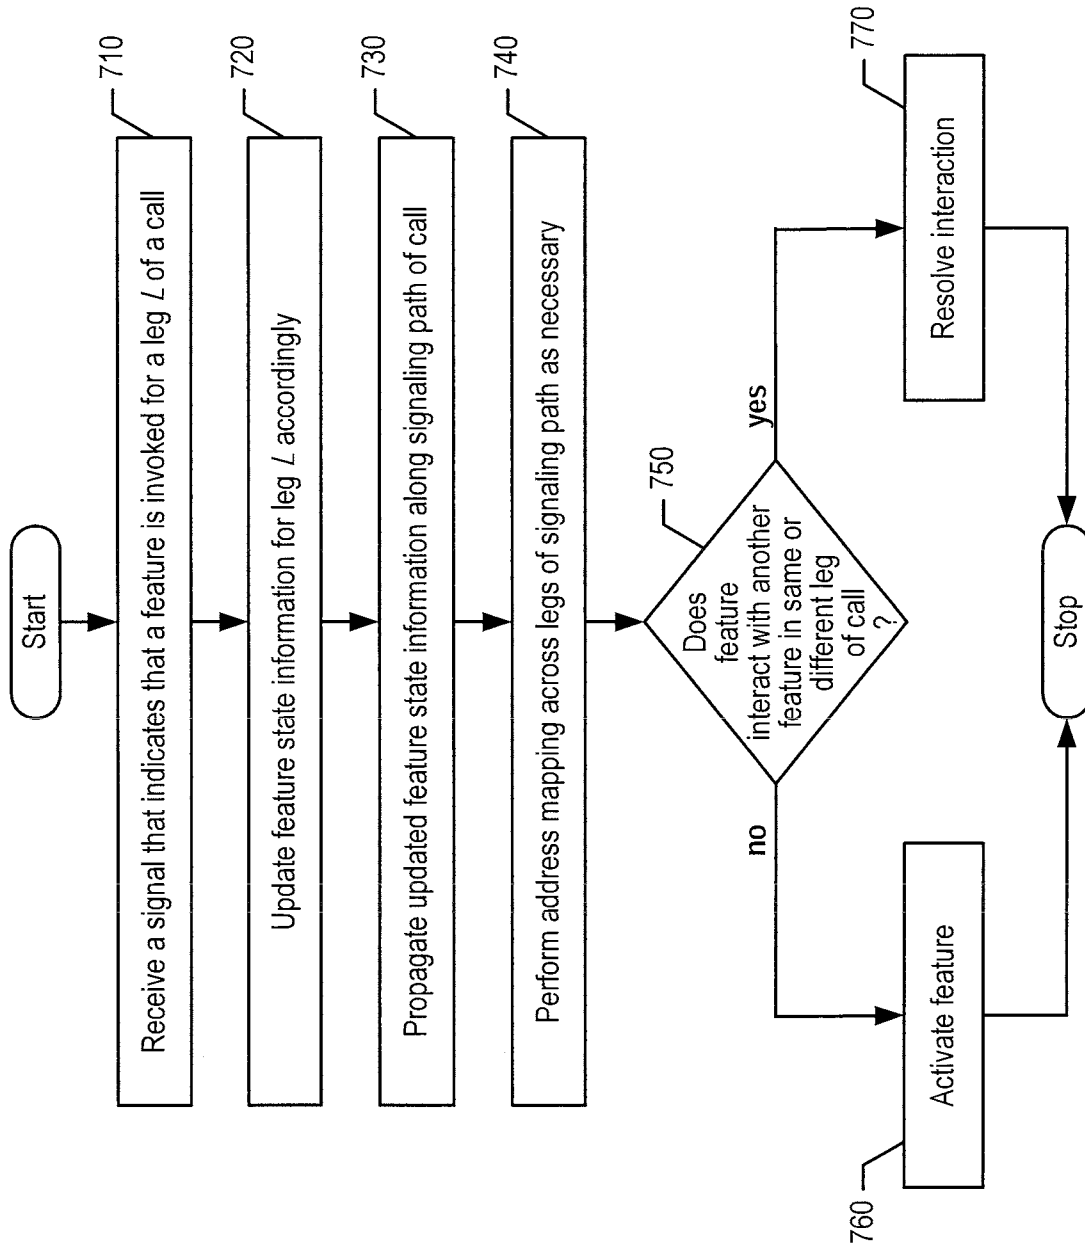 Start
710
Receive a signal that indicates that a feature is invoked for a leg L of a call
720
Update feature state information for leg L accordingly
730
Propagate updated feature state information along signaling path of call
740
Perform address mapping across legs of signaling path as necessary
750
Does
feature
interact with another
feature in same or
different leg
of call
?
no
yes
760
Activate feature
770
Resolve interaction
Stop